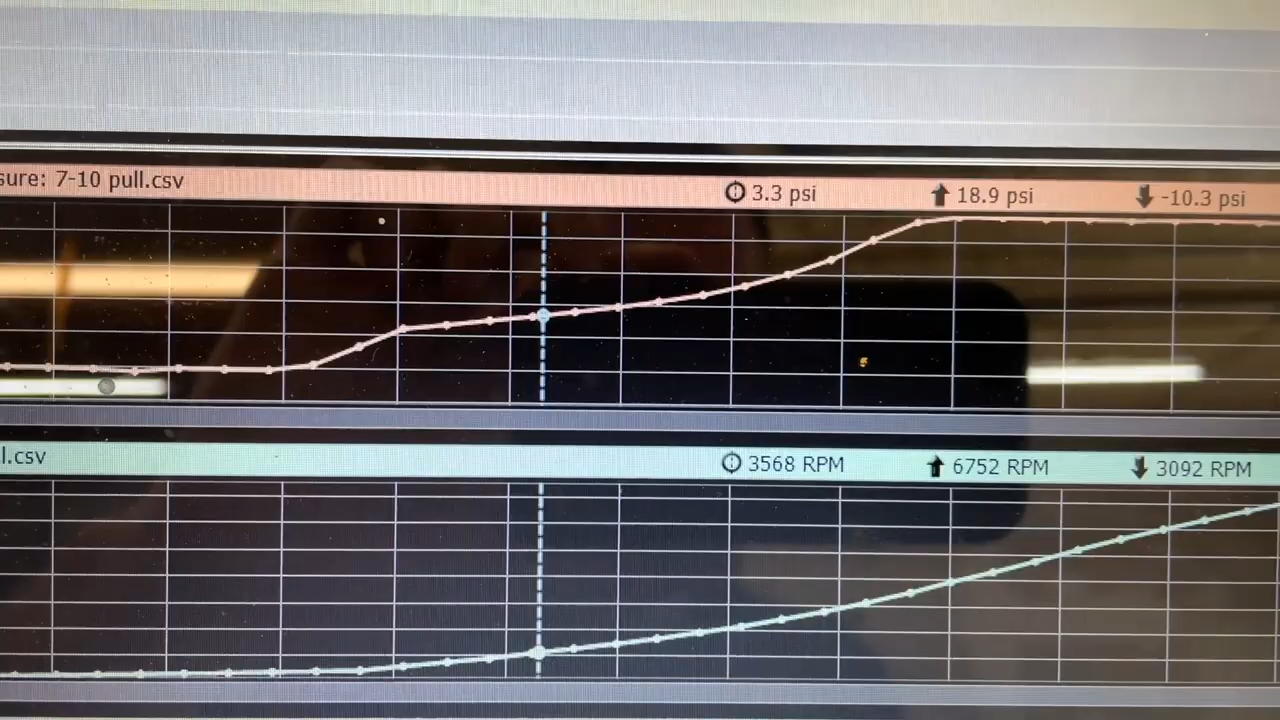 sure: 7-10 pull.csv 3.3 psi 18.9 psi -10.3 psi
l.csv 3568 RPM 6752 RPM 3092 RPM